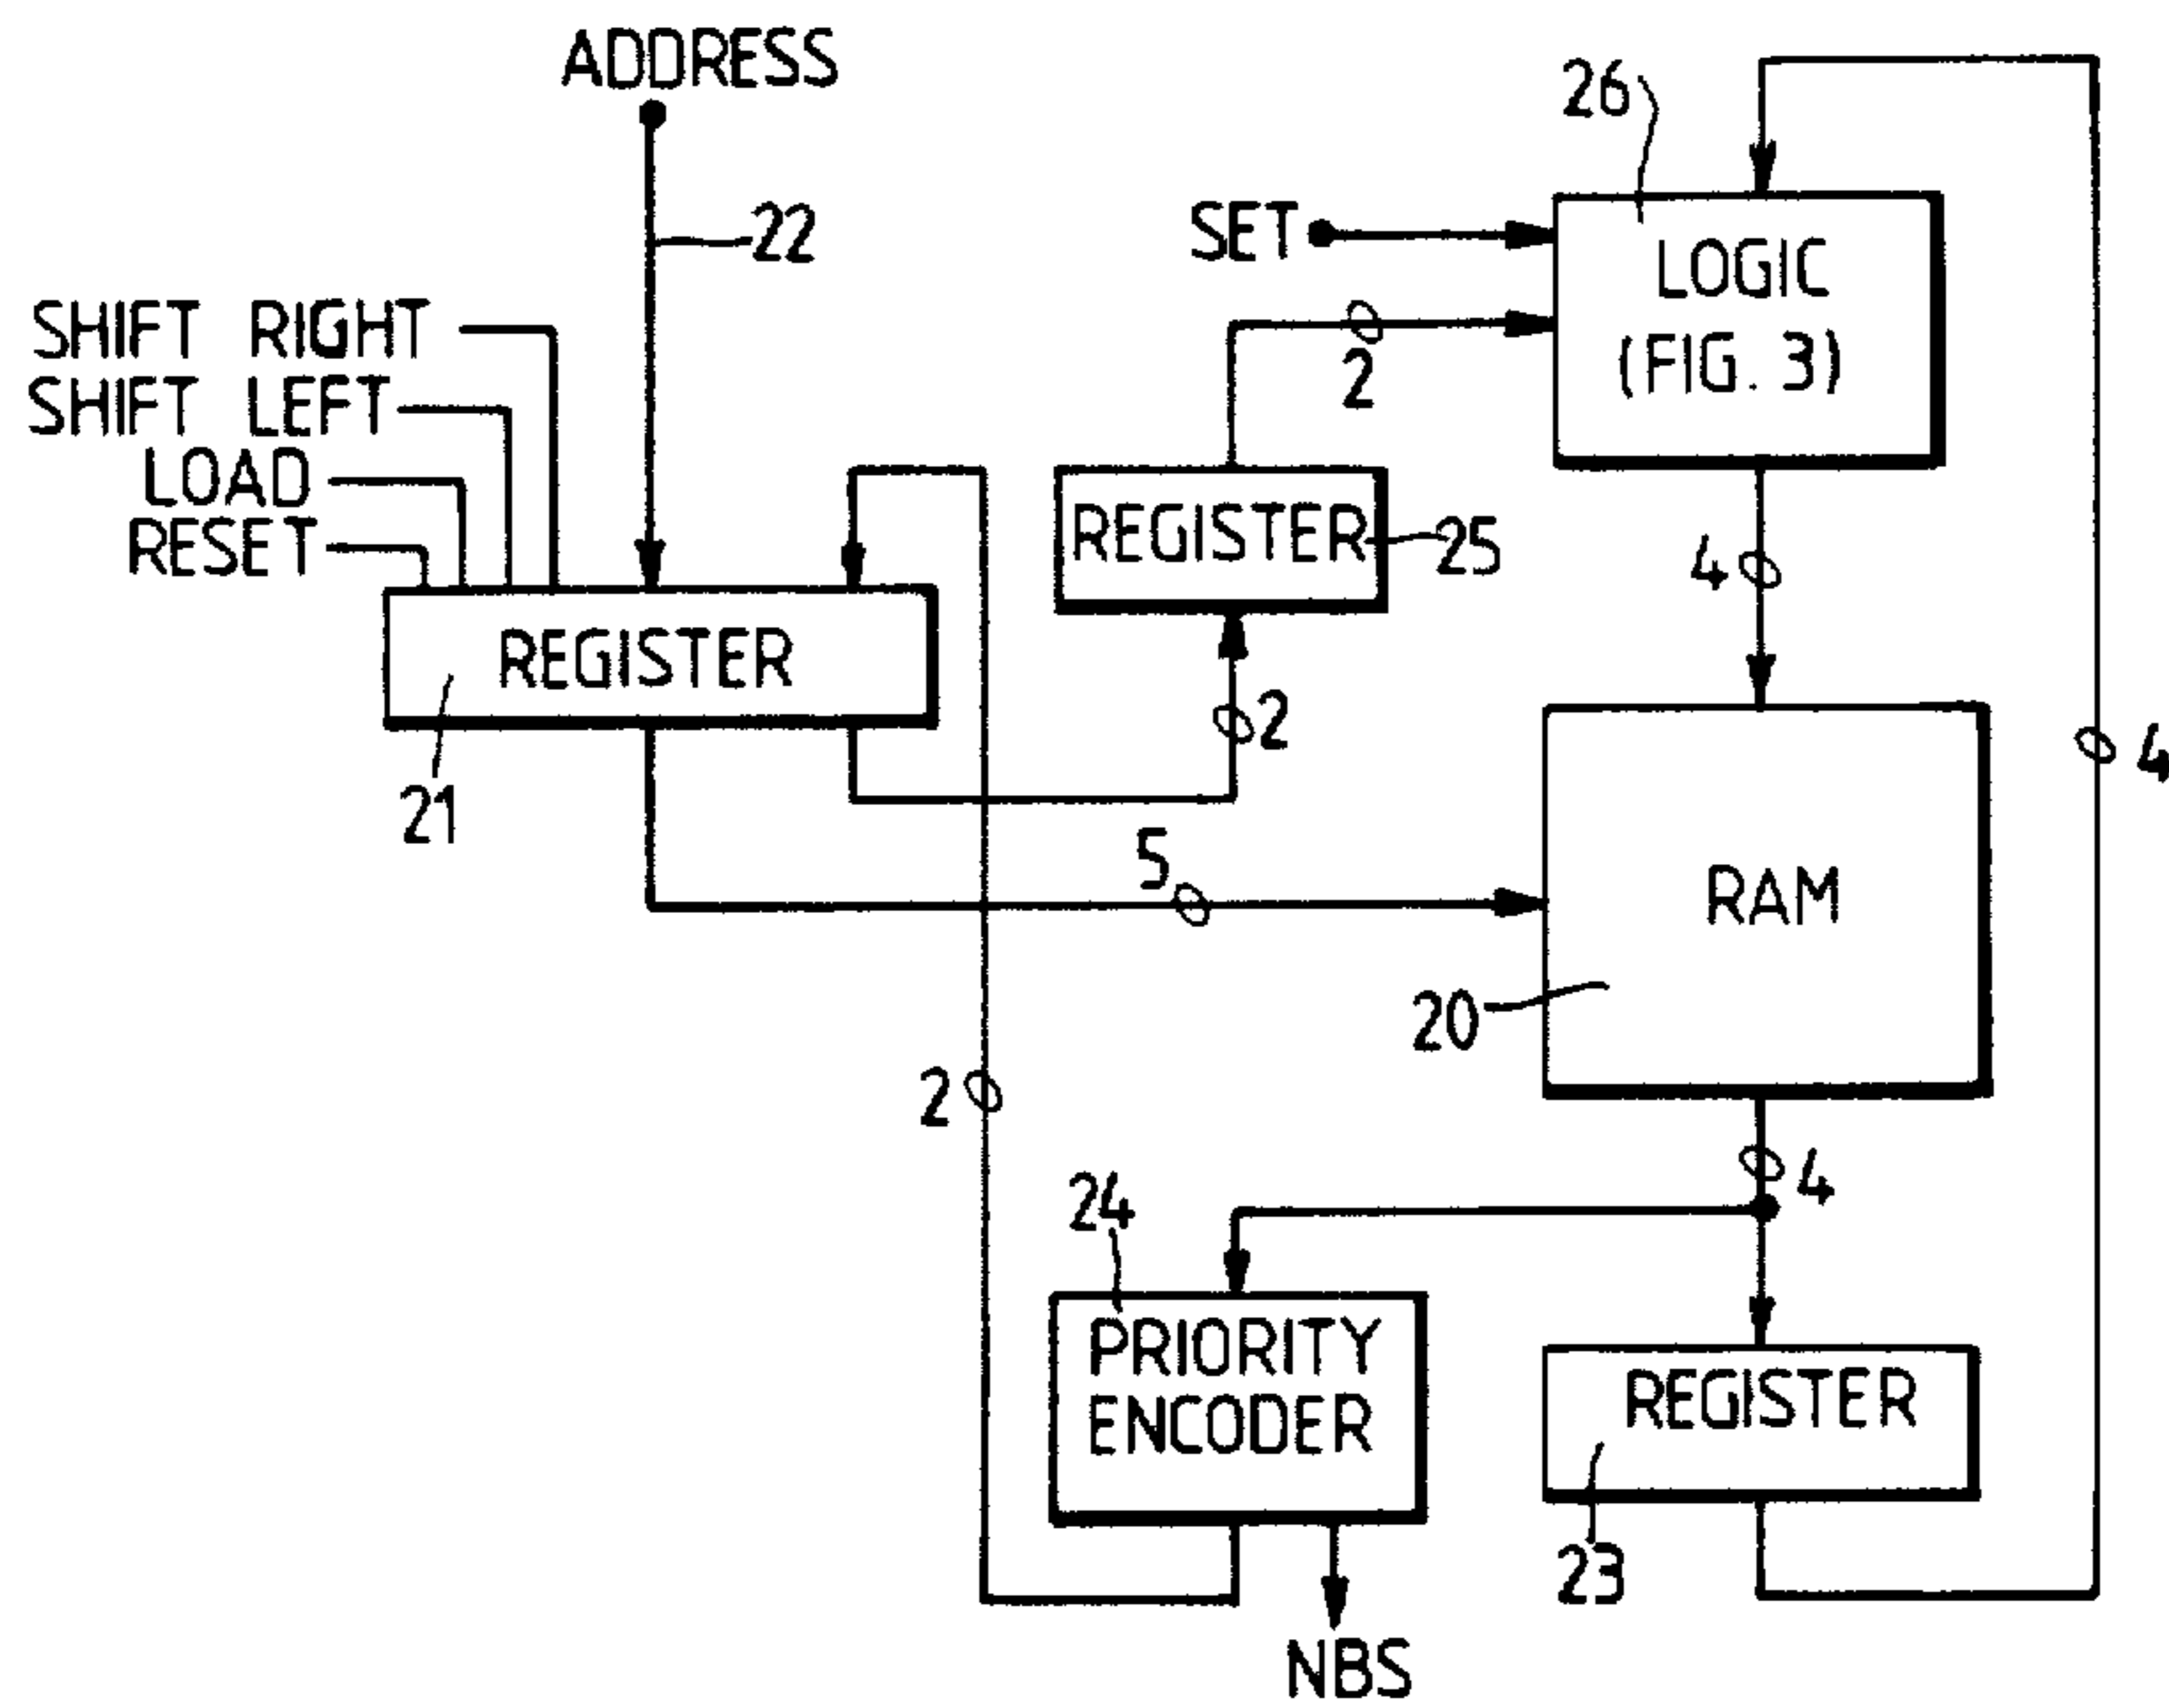 ADDRESS
26
22
SET
LOGIC
(FIG. 3)
SHIFT RIGHT
SHIFT LEFT
LOAD
RESET
2
REGISTER
25
4
REGISTER
21
2
4
5
RAM
20
2
4
24
PRIORITY
ENCODER
REGISTER
23
NBS